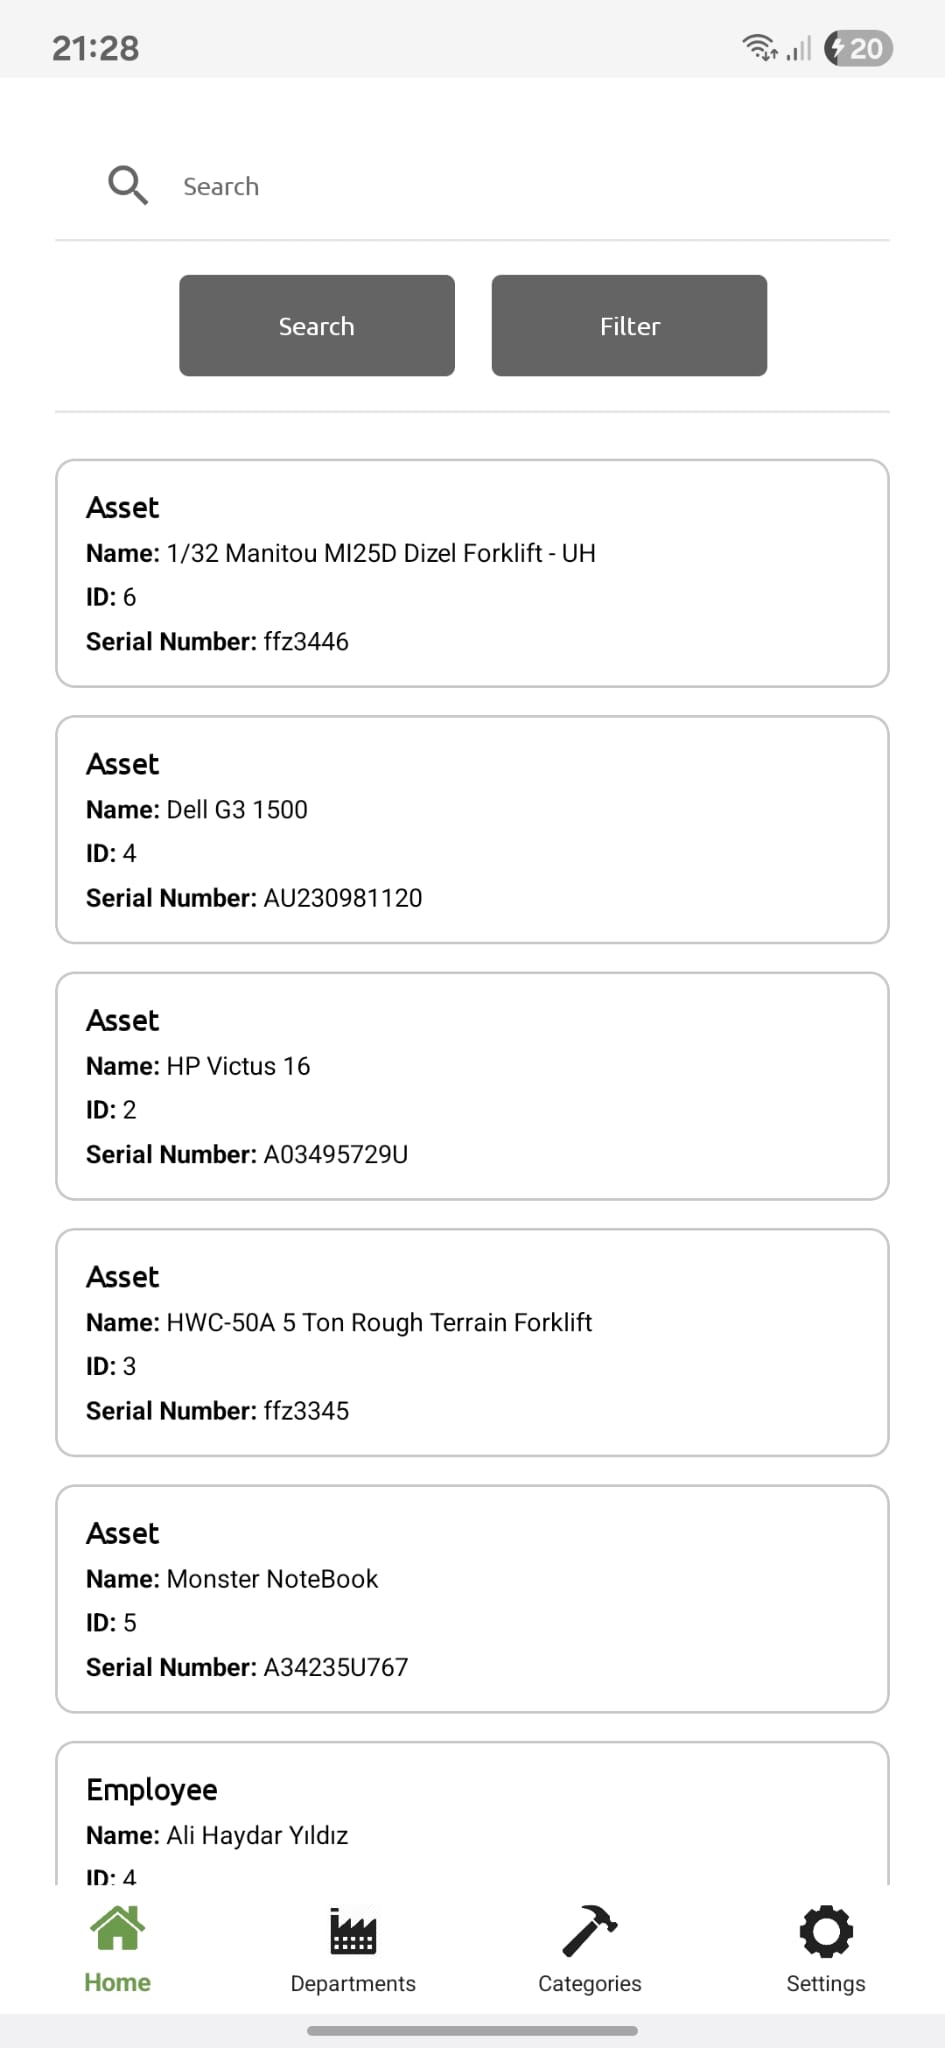 21:28
20
Search
Search
Filter
Asset
Name: 1/32 Manitou MI25D Dizel Forklift - UH
ID: 6
Serial Number: ffz3446
Asset
Name: Dell G3 1500
ID: 4
Serial Number: AU230981120
Asset
Name: HP Victus 16
ID: 2
Serial Number: A03495729U
Asset
Name: HWC-50A 5 Ton Rough Terrain Forklift
ID: 3
Serial Number: ffz3345
Asset
Name: Monster NoteBook
ID: 5
Serial Number: A34235U767
Employee
Name: Ali Haydar Yıldız
ID: 4
Home
Departments
Categories
Settings